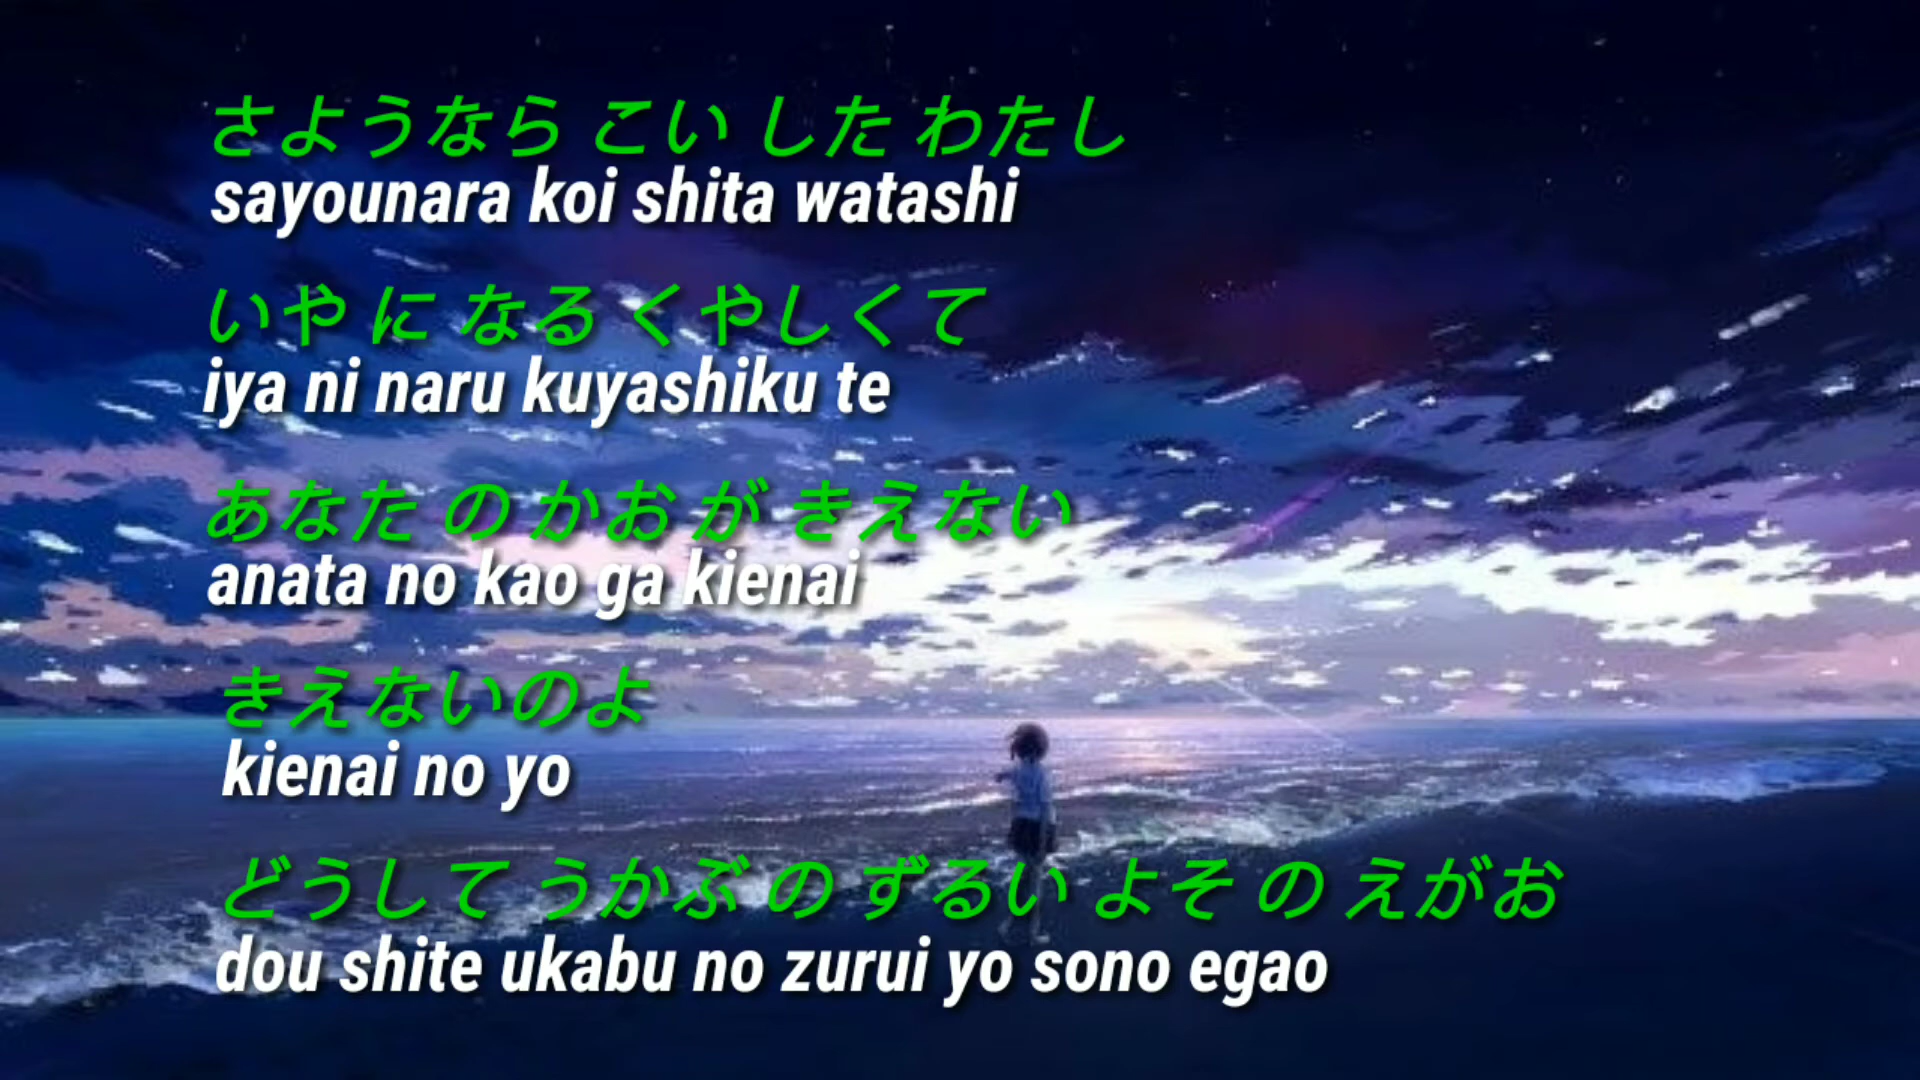 さようなら こい した わたし
sayounara koi shita watashi
いや に なる くやしくて
iya ni naru kuyashiku te
あなた の かお が きえない
anata no kao ga kienai
きえないのよ
kienai no yo
どうして うかぶ の ずるい よそ の えがお
dou shite ukabu no zurui yo sono egao